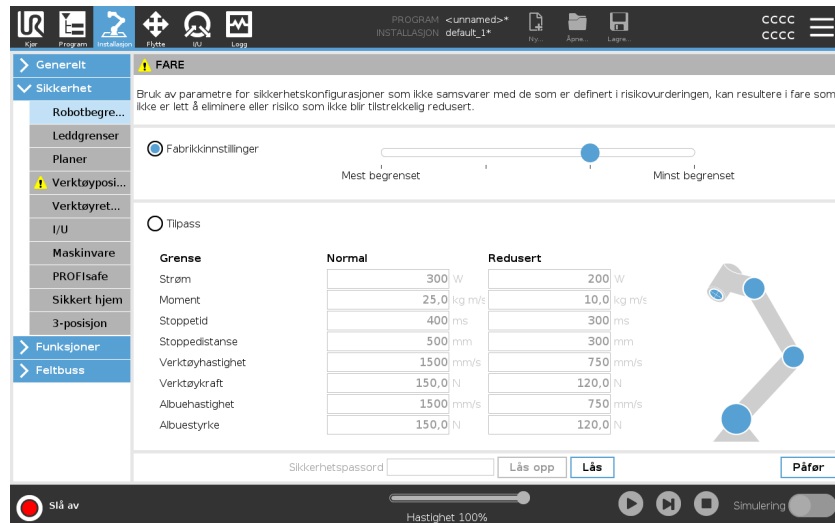 UR
Kjør
Program
Installasjon
Flytte
I/U
Logg
PROGRAM <unnamed>*
INSTALLASJON default_1*
Ny...
Åpne...
Lagre...
CCCC
CCCC
Generelt
Sikkerhet
Robotbegre...
Leddgrenser
Planer
Verktøyposi...
Verktøyret...
I/U
Maskinvare
PROFIsafe
Sikkert hjem
3-posisjon
Funksjoner
Feltbuss
FARE
Bruk av parametre for sikkerhetskonfigurasjoner som ikke samsvarer med de som er definert i risikovurderingen, kan resultere i fare som
ikke er lett å eliminere eller risiko som ikke blir tilstrekkelig redusert.
Fabrikkinnstillinger
Mest begrenset Minst begrenset
Tilpass
Grense Normal Redusert
Strøm 300 W 200 W
Moment 25,0 kg m/s 10,0 kg m/s
Stoppetid 400 ms 300 ms
Stoppedistanse 500 mm 300 mm
Verktøyhastighet 1500 mm/s 750 mm/s
Verktøykraft 150,0 N 120,0 N
Albuehastighet 1500 mm/s 750 mm/s
Albuestyrke 150,0 N 120,0 N
Sikkerhetspassord Lås opp Lås Påfør
Slå av
Hastighet 100%
Simulering